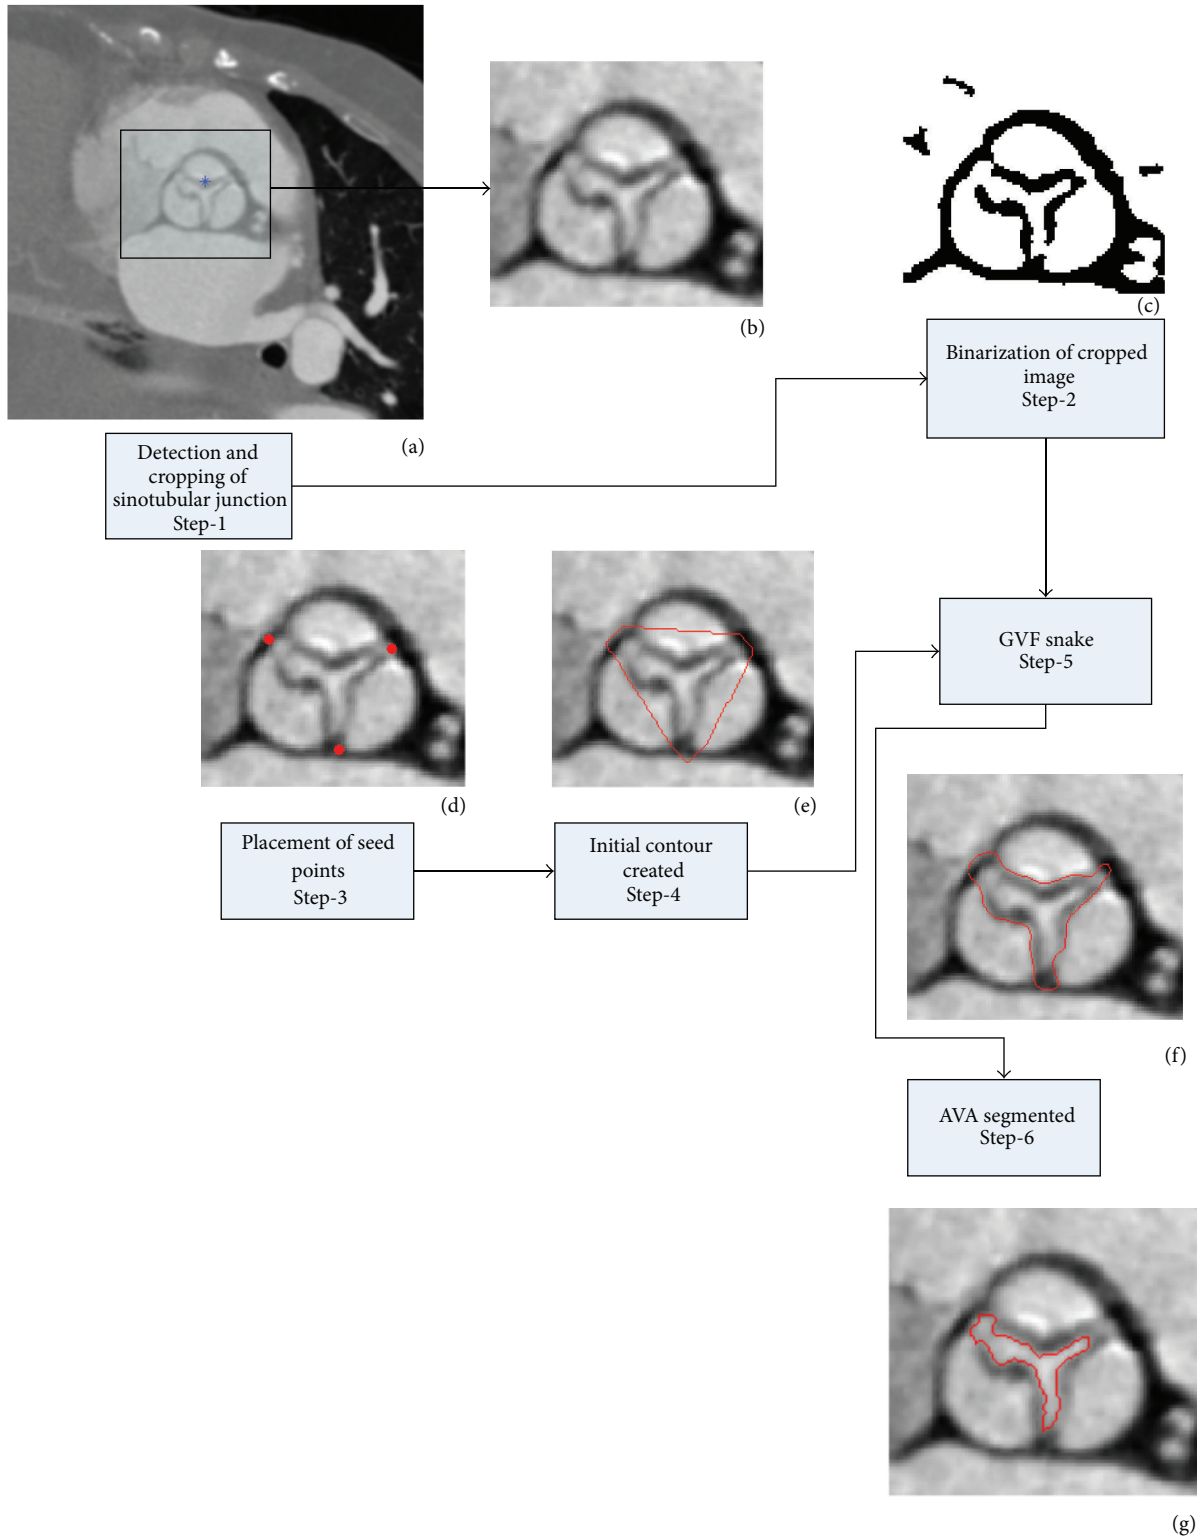 (a)
(b)
(c)
Detection and
cropping of
sinotubular junction
Step-1
Binarization of cropped
image
Step-2
(d)
(e)
Placement of seed
points
Step-3
Initial contour
created
Step-4
GVF snake
Step-5
(f)
AVA segmented
Step-6
(g)